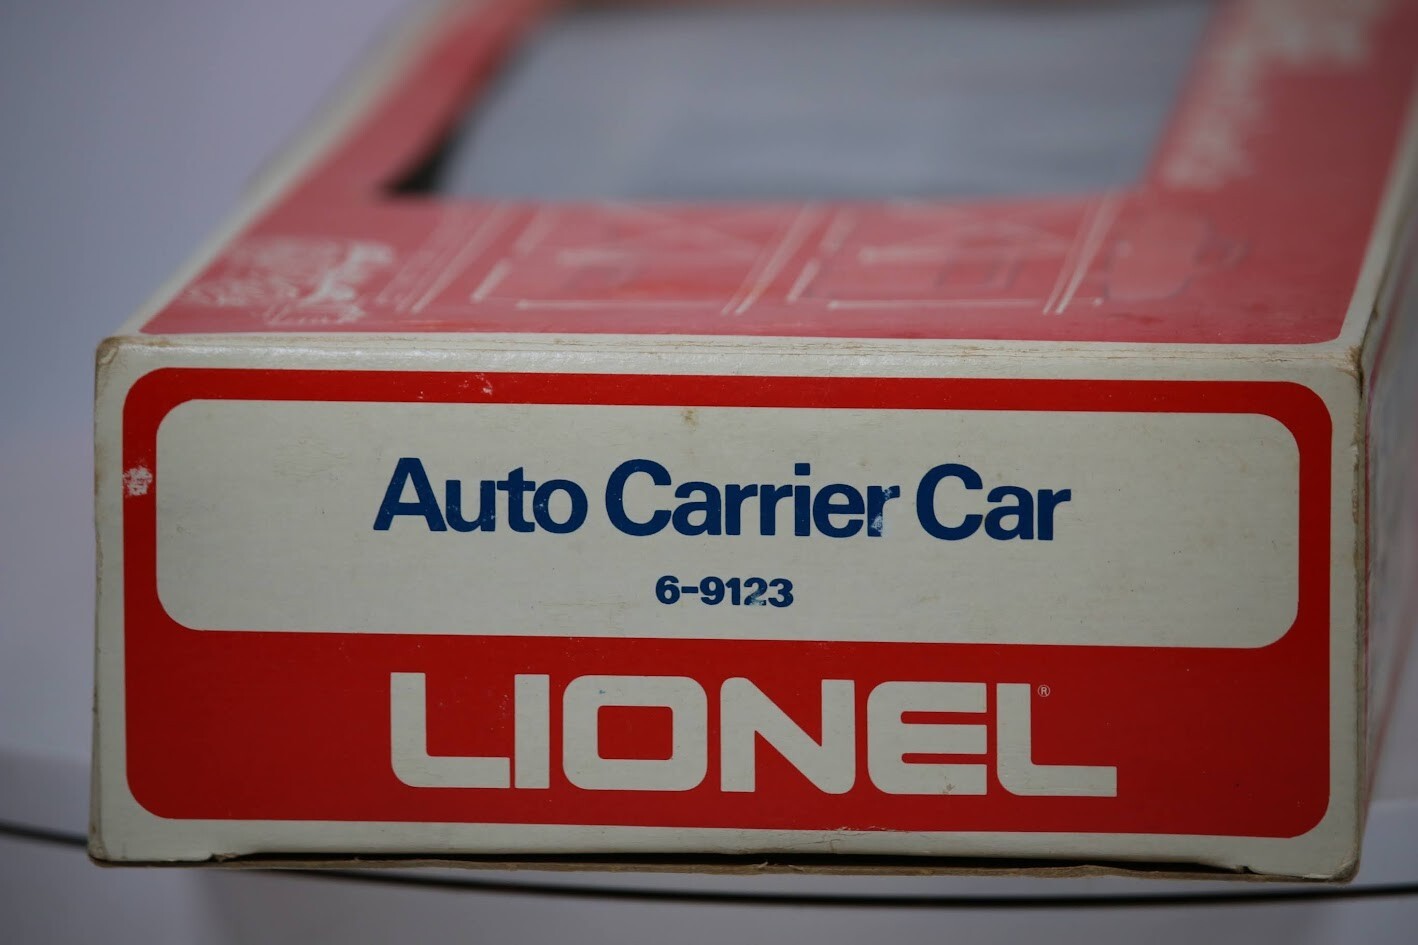 Auto Carrier Car
6-9123
LIONEL®